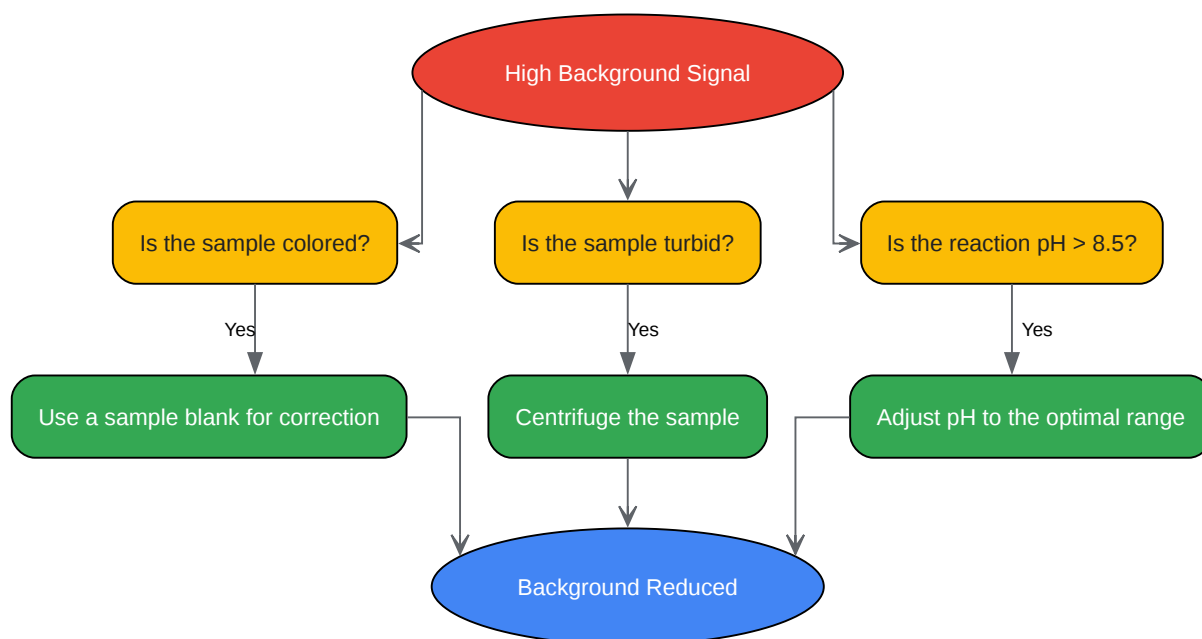 High Background Signal
Is the sample colored?
Is the sample turbid?
Is the reaction pH > 8.5?
Yes
Yes
Yes
Use a sample blank for correction
Centrifuge the sample
Adjust pH to the optimal range
Background Reduced